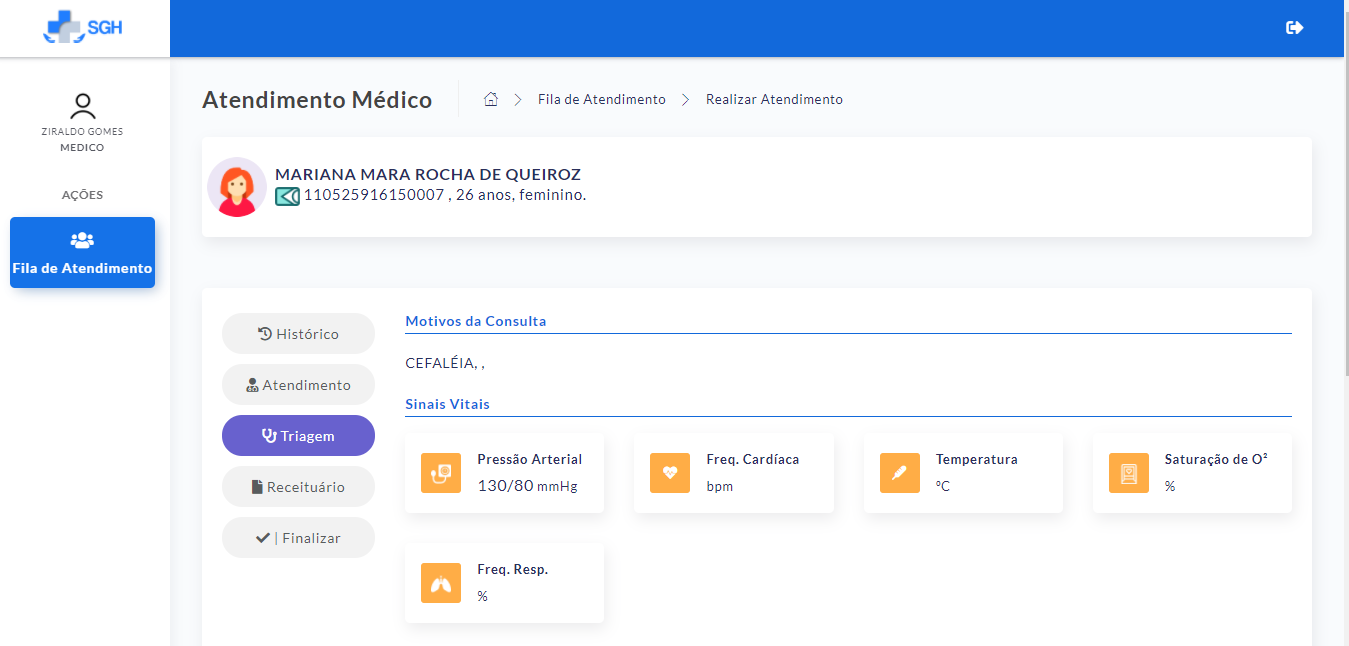 SGH
ZIRALDO GOMES
MEDICO
AÇÕES
Fila de Atendimento
Atendimento Médico
Fila de Atendimento
Realizar Atendimento
MARIANA MARA ROCHA DE QUEIROZ
110525916150007 , 26 anos, feminino.
Histórico
Atendimento
Triagem
Receituário
| Finalizar
Motivos da Consulta
CEFALÉIA, ,
Sinais Vitais
Pressão Arterial
130/80 mmHg
Freq. Cardíaca
bpm
Temperatura
ºC
Saturação de O²
%
Freq. Resp.
%